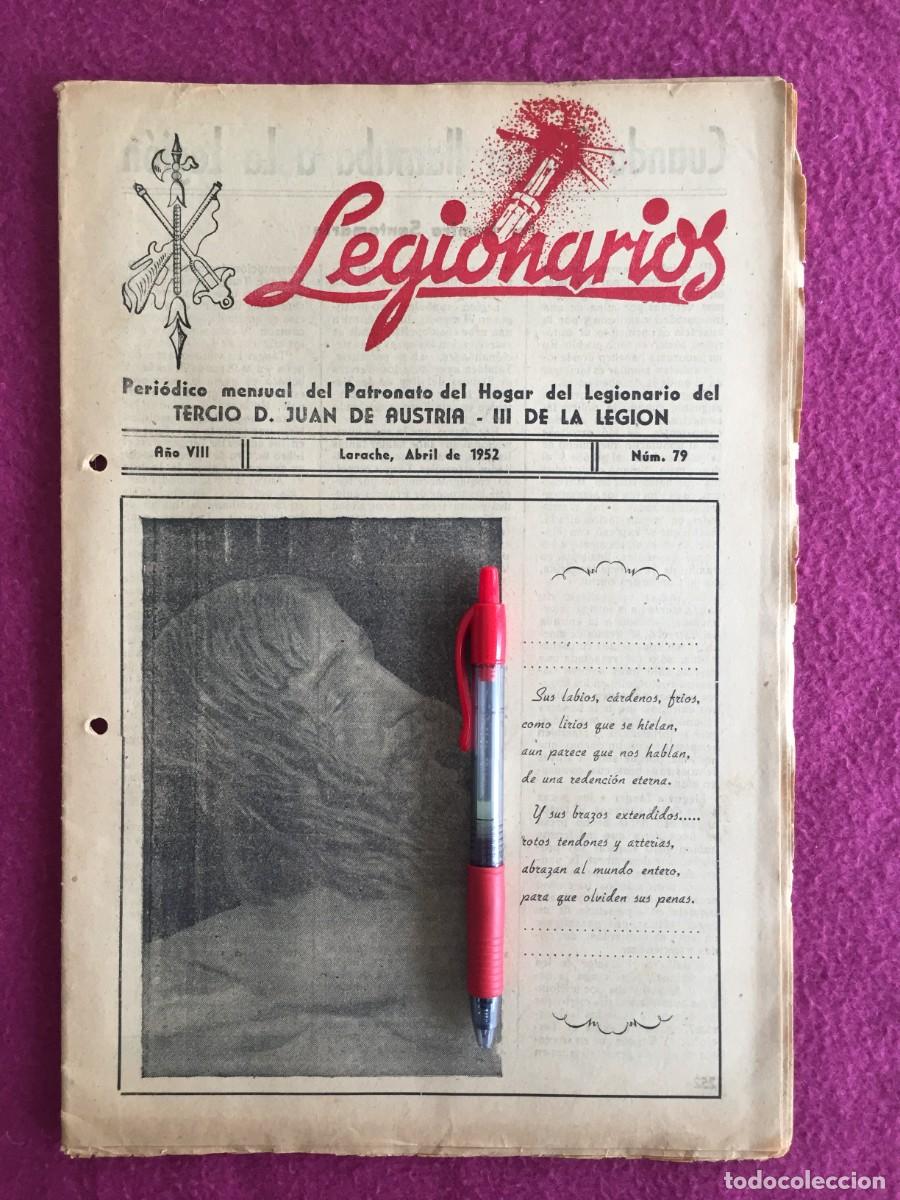 Legionarios
Periódico mensual del Patronato del Hogar del Legionario del
TERCIO D. JUAN DE AUSTRIA - III DE LA LEGION
Año VIII
Larache, Abril de 1952
Núm. 79
Sus labios, cárdenos, fríos,
como lirios que se hielan,
aun parece que nos hablan,
de una redención eterna.
Y sus brazos extendidos.....
rotos tendones y arterias,
abrazan al mundo entero,
para que olviden sus penas.
todocoleccion